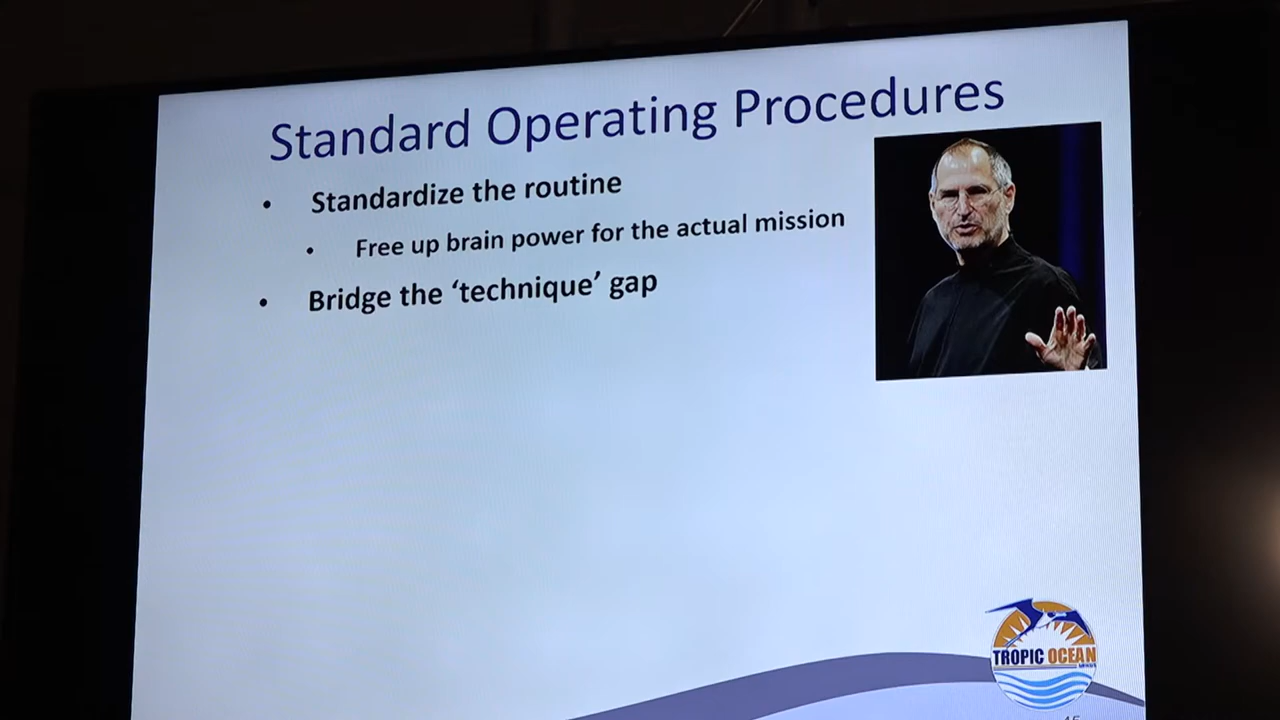 Standard Operating Procedures
• Standardize the routine
• Free up brain power for the actual mission
• Bridge the ‘technique’ gap
TROPIC OCEAN